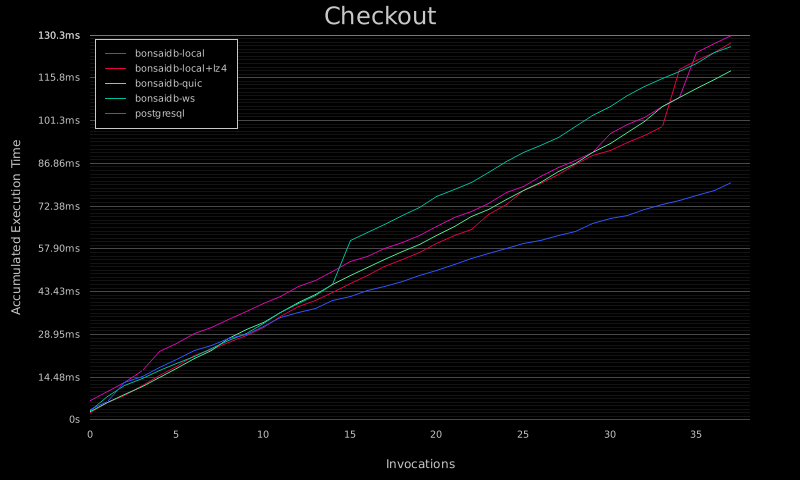 Checkout
130.3ms
115.8ms
101.3ms
86.86ms
72.38ms
57.90ms
43.43ms
28.95ms
14.48ms
0s
Accumulated Execution Time
bonsaidb-local
bonsaidb-local+lz4
bonsaidb-quic
bonsaidb-ws
postgresql
0 5 10 15 20 25 30 35
Invocations